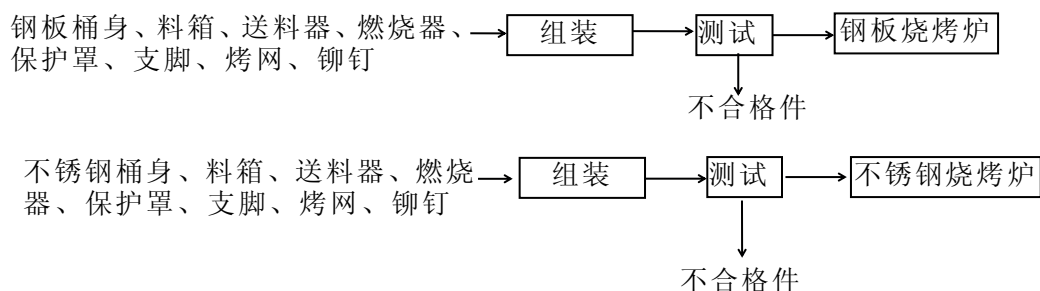 钢板桶身、料箱、送料器、燃烧器、
保护罩、支脚、烤网、铆钉
组装
测试
钢板烧烤炉
不合格件
不锈钢桶身、料箱、送料器、燃烧
器、保护罩、支脚、烤网、铆钉
组装
测试
不锈钢烧烤炉
不合格件